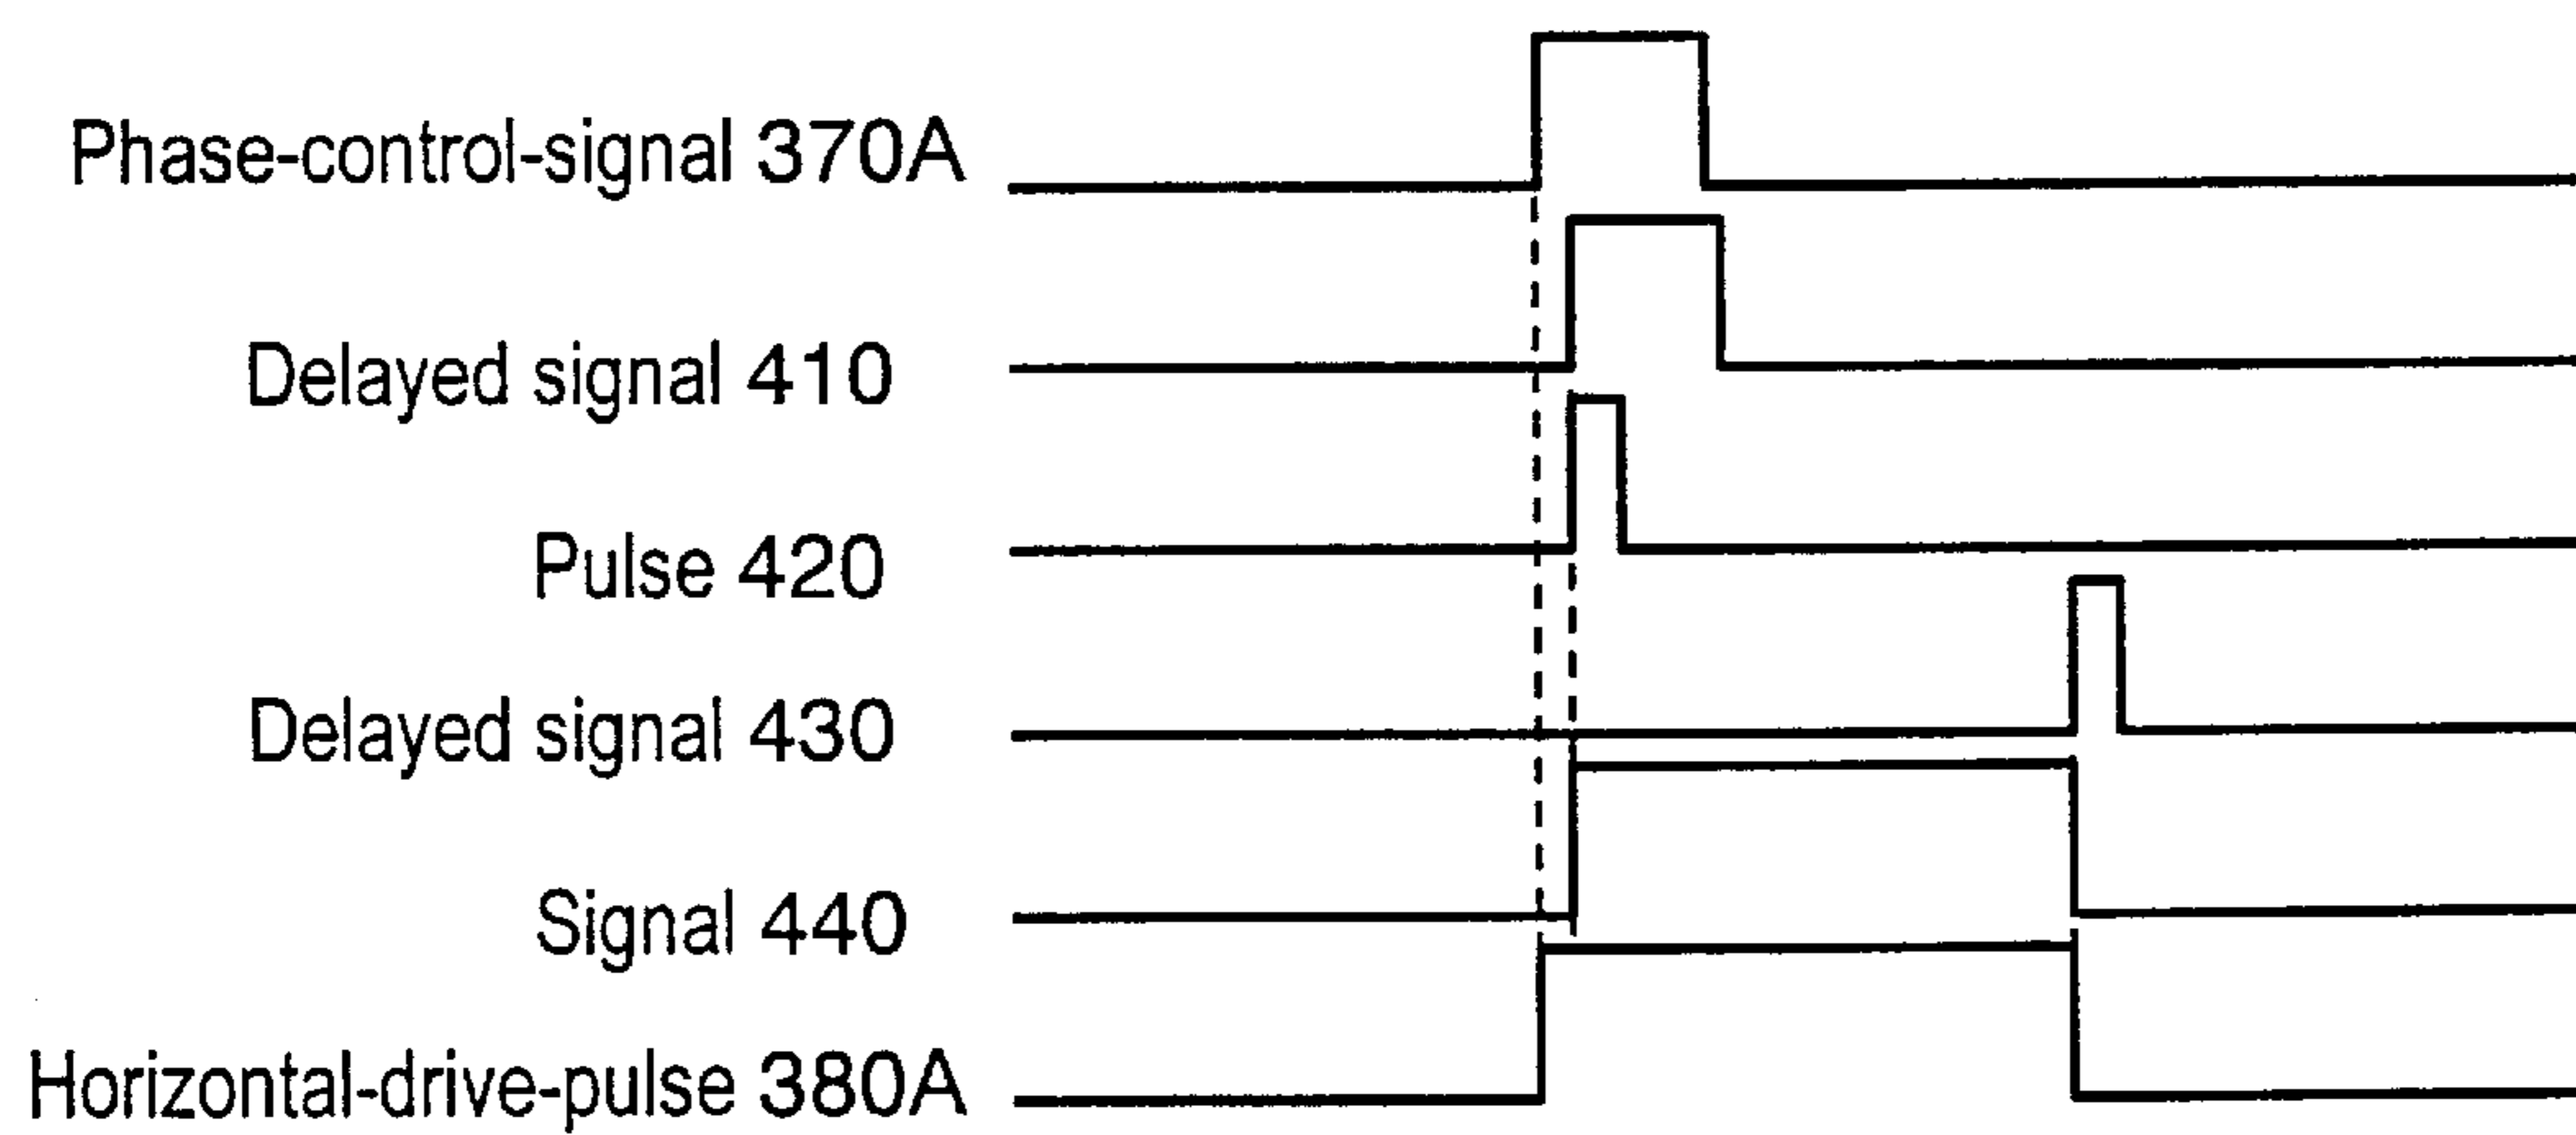 Phase-control-signal 370A
Delayed signal 410
Pulse 420
Delayed signal 430
Signal 440
Horizontal-drive-pulse 380A